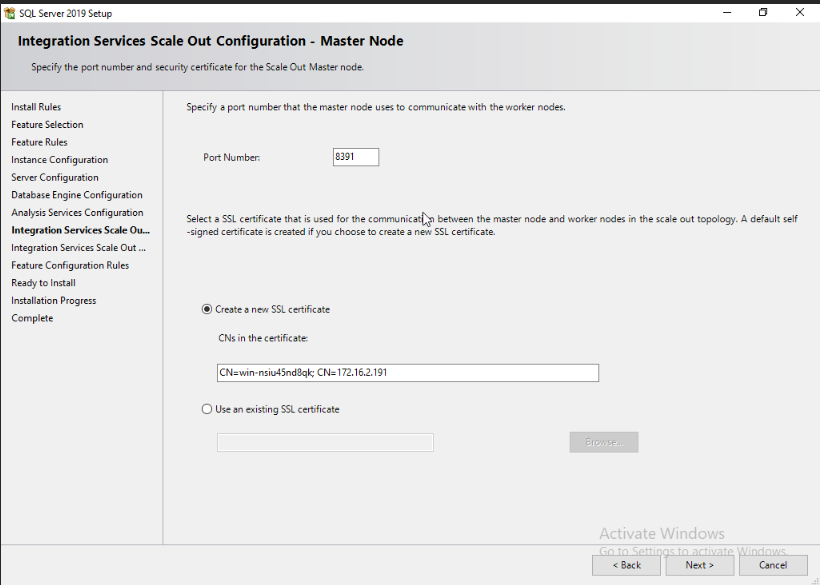 SQL Server 2019 Setup
Integration Services Scale Out Configuration - Master Node
Specify the port number and security certificate for the Scale Out Master node.
Install Rules
Feature Selection
Feature Rules
Instance Configuration
Server Configuration
Database Engine Configuration
Analysis Services Configuration
Integration Services Scale Ou...
Integration Services Scale Out ...
Feature Configuration Rules
Ready to Install
Installation Progress
Complete
Specify a port number that the master node uses to communicate with the worker nodes.
Port Number:
8391
Select a SSL certificate that is used for the communication between the master node and worker nodes in the scale out topology. A default self
-signed certificate is created if you choose to create a new SSL certificate.
Create a new SSL certificate
CNs in the certificate:
CN=win-nsiu45nd8qk; CN=172.16.2.191
Use an existing SSL certificate
Browse...
Activate Windows
Go to Settings to activate Windows.
< Back
Next >
Cancel